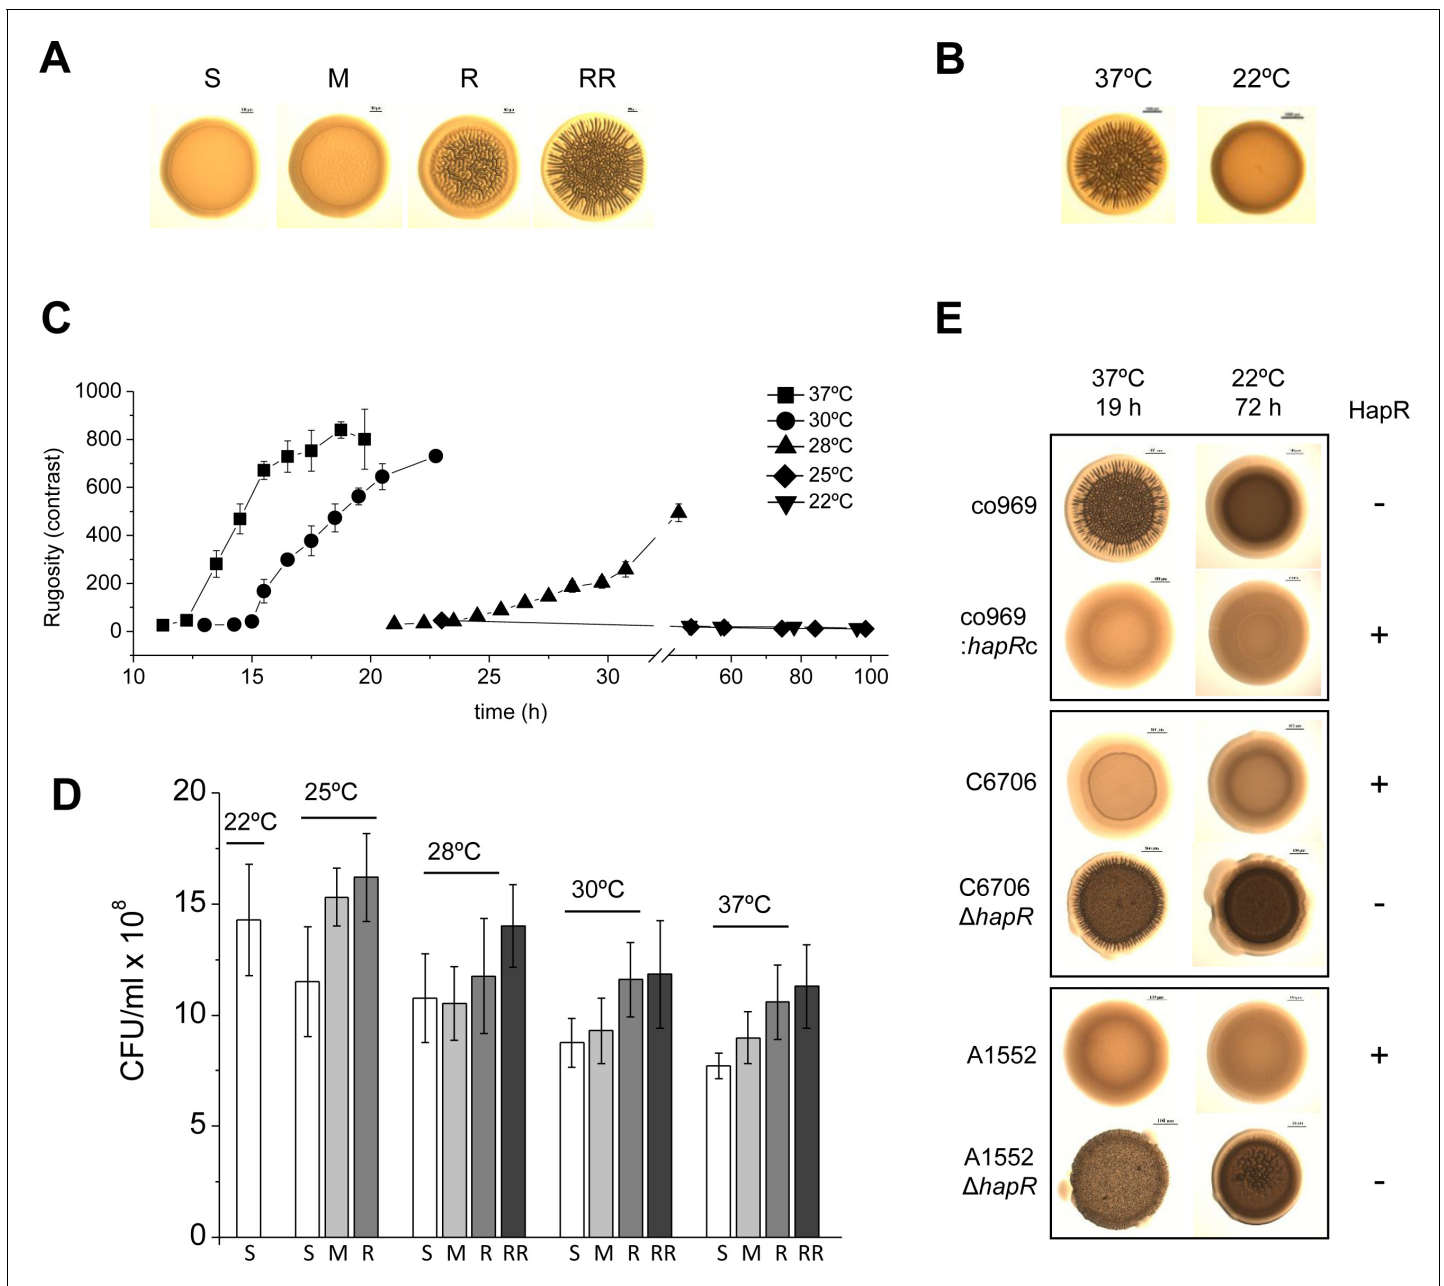 A
S M R RR
B
37ºC 22ºC
C
Rugosity (contrast)
1000
800
600
400
200
0
10 15 20 25 30 60 80 100
time (h)
37ºC
30ºC
28ºC
25ºC
22ºC
D
CFU/ml x 10⁸
20
15
10
5
0
22ºC
25ºC
28ºC
30ºC
37ºC
S M R S M R RR S M R RR S M R RR
E
37ºC 22ºC
19 h 72 h HapR
co969 -
co969
:hapRc +
C6706 +
C6706
ΔhapR -
A1552 +
A1552
ΔhapR -